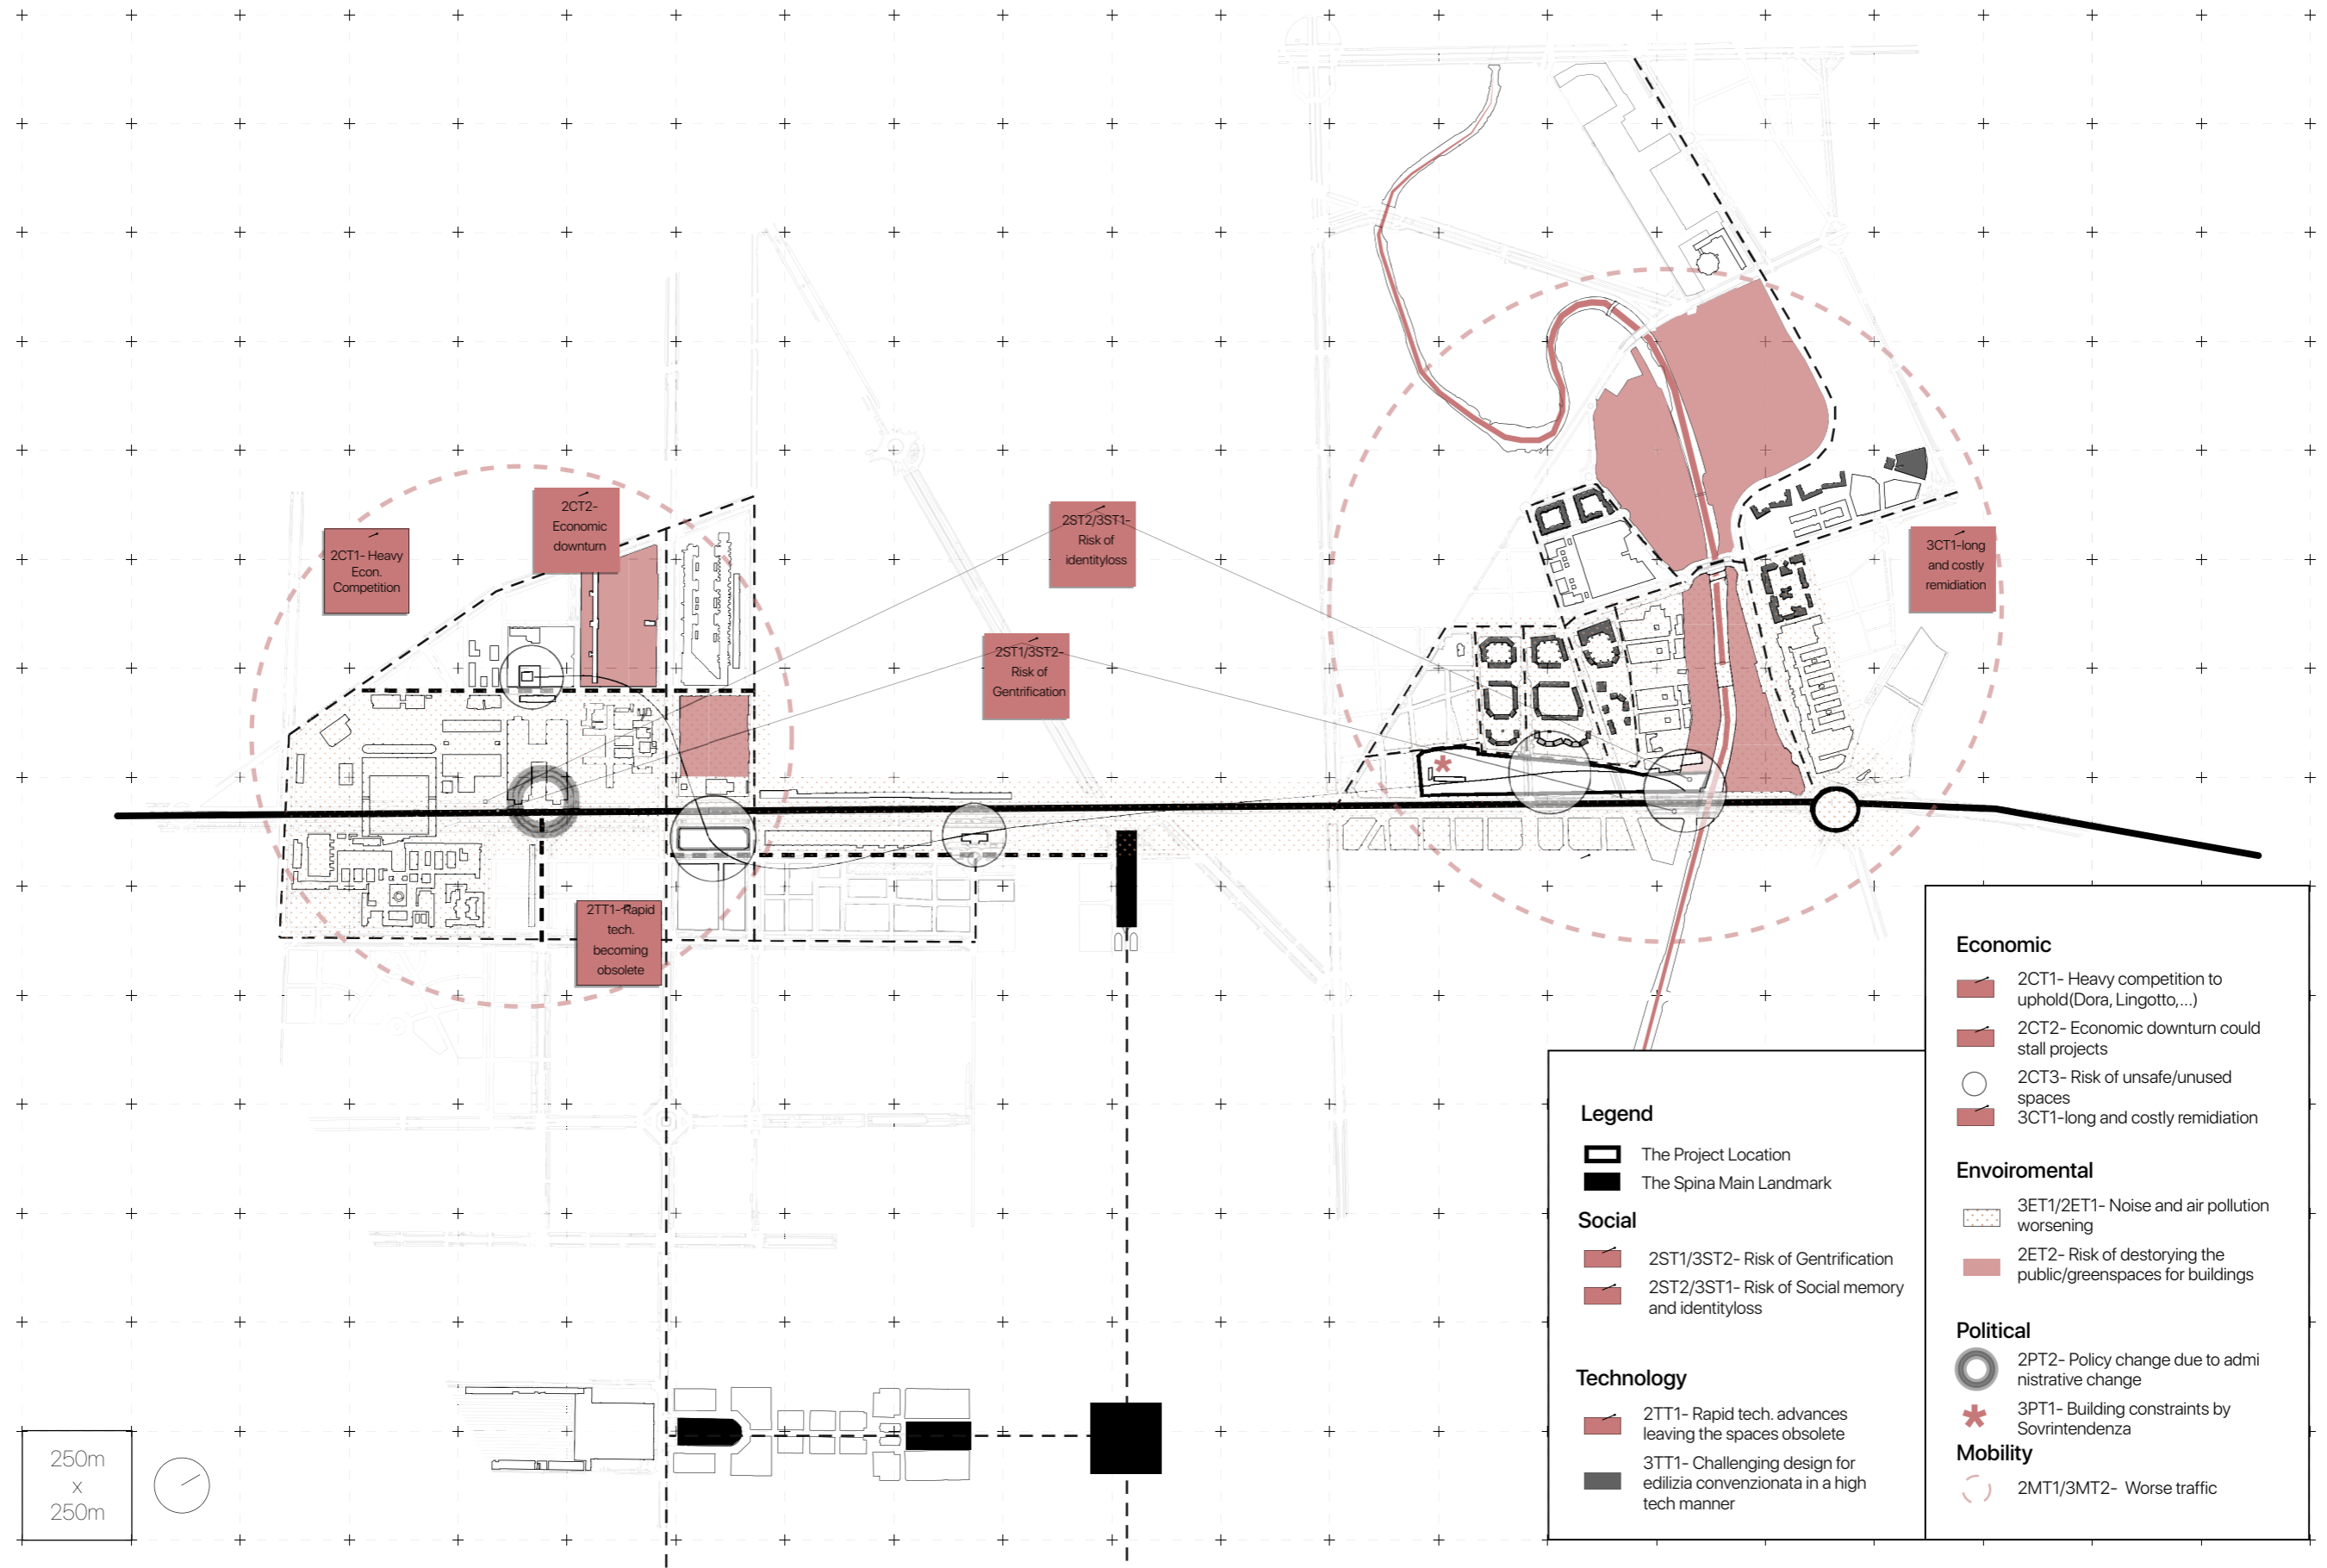 2CT1- Heavy
Econ.
Competition
2CT2-
Economic
downturn
2ST2/3ST1-
Risk of
identityloss
2ST1/3ST2-
Risk of
Gentrification
3CT1-long
and costly
remidiation
2TT1-Rapid
tech.
becoming
obsolete
250m
x
250m
Legend
The Project Location
The Spina Main Landmark
Social
2ST1/3ST2- Risk of Gentrification
2ST2/3ST1- Risk of Social memory
and identityloss
Technology
2TT1- Rapid tech. advances
leaving the spaces obsolete
3TT1- Challenging design for
edilizia convenzionata in a high
tech manner
Economic
2CT1- Heavy competition to
uphold(Dora, Lingotto,...)
2CT2- Economic downturn could
stall projects
2CT3- Risk of unsafe/unused
spaces
3CT1-long and costly remidiation
Envoiromental
3ET1/2ET1- Noise and air pollution
worsening
2ET2- Risk of destorying the
public/greenspaces for buildings
Political
2PT2- Policy change due to admi
nistrative change
3PT1- Building constraints by
Sovrintendenza
Mobility
2MT1/3MT2- Worse traffic